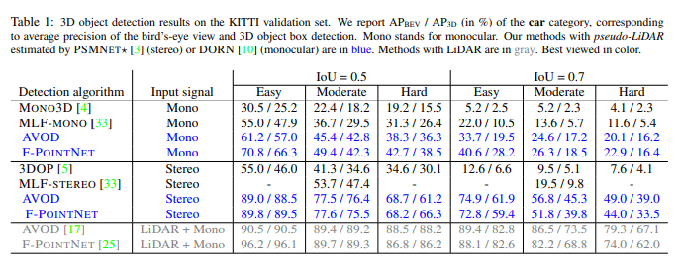 Table 1: 3D object detection results on the KITTI validation set. We report AP_BEV / AP_3D (in %) of the car category, corresponding
to average precision of the bird's-eye view and 3D object box detection. Mono stands for monocular. Our methods with pseudo-LiDAR
estimated by PSMNET⋆ [3] (stereo) or DORN [10] (monocular) are in blue. Methods with LiDAR are in gray. Best viewed in color.
IoU = 0.5 IoU = 0.7
Detection algorithm Input signal Easy Moderate Hard Easy Moderate Hard
MONO3D [4] Mono 30.5 / 25.2 22.4 / 18.2 19.2 / 15.5 5.2 / 2.5 5.2 / 2.3 4.1 / 2.3
MLF-MONO [33] Mono 55.0 / 47.9 36.7 / 29.5 31.3 / 26.4 22.0 / 10.5 13.6 / 5.7 11.6 / 5.4
AVOD Mono 61.2 / 57.0 45.4 / 42.8 38.3 / 36.3 33.7 / 19.5 24.6 / 17.2 20.1 / 16.2
F-POINTNET Mono 70.8 / 66.3 49.4 / 42.3 42.7 / 38.5 40.6 / 28.2 26.3 / 18.5 22.9 / 16.4
3DOP [5] Stereo 55.0 / 46.0 41.3 / 34.6 34.6 / 30.1 12.6 / 6.6 9.5 / 5.1 7.6 / 4.1
MLF-STEREO [33] Stereo - 53.7 / 47.4 - - 19.5 / 9.8 -
AVOD Stereo 89.0 / 88.5 77.5 / 76.4 68.7 / 61.2 74.9 / 61.9 56.8 / 45.3 49.0 / 39.0
F-POINTNET Stereo 89.8 / 89.5 77.6 / 75.5 68.2 / 66.3 72.8 / 59.4 51.8 / 39.8 44.0 / 33.5
AVOD [17] LiDAR + Mono 90.5 / 90.5 89.4 / 89.2 88.5 / 88.2 89.4 / 82.8 86.5 / 73.5 79.3 / 67.1
F-POINTNET [25] LiDAR + Mono 96.2 / 96.1 89.7 / 89.3 86.8 / 86.2 88.1 / 82.6 82.2 / 68.8 74.0 / 62.0